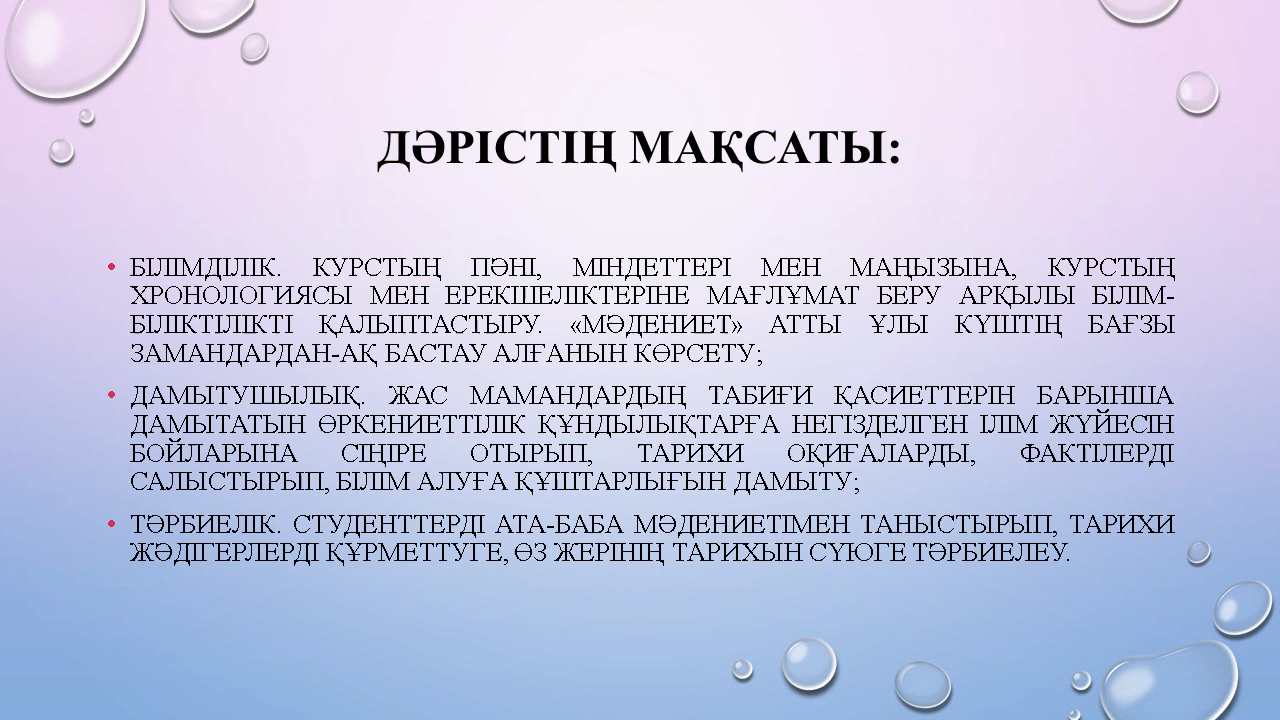 ДӘРІСТІҢ МАҚСАТЫ:
• БІЛІМДІЛІК. КУРСТЫҢ ПӘНІ, МІНДЕТТЕРІ МЕН МАҢЫЗЫНА, КУРСТЫҢ
ХРОНОЛОГИЯСЫ МЕН ЕРЕКШЕЛІКТЕРІНЕ МАҒЛҰМАТ БЕРУ АРҚЫЛЫ БІЛІМ-
БІЛІКТІЛІКТІ ҚАЛЫПТАСТЫРУ. «МӘДЕНИЕТ» АТТЫ ҰЛЫ КҮШТІҢ БАҒЗЫ
ЗАМАНДАРДАН-АҚ БАСТАУ АЛҒАНЫН КӨРСЕТУ;
• ДАМЫТУШЫЛЫҚ. ЖАС МАМАНДАРДЫҢ ТАБИҒИ ҚАСИЕТТЕРІН БАРЫНША
ДАМЫТАТЫН ӨРКЕНИЕТТІЛІК ҚҰНДЫЛЫҚТАРҒА НЕГІЗДЕЛГЕН ІЛІМ ЖҮЙЕСІН
БОЙЛАРЫНА СІҢІРЕ ОТЫРЫП, ТАРИХИ ОҚИҒАЛАРДЫ, ФАКТІЛЕРДІ
САЛЫСТЫРЫП, БІЛІМ АЛУҒА ҚҰШТАРЛЫҒЫН ДАМЫТУ;
• ТӘРБИЕЛІК. СТУДЕНТТЕРДІ АТА-БАБА МӘДЕНИЕТІМЕН ТАНЫСТЫРЫП, ТАРИХИ
ЖӘДІГЕРЛЕРДІ ҚҰРМЕТТУГЕ, ӨЗ ЖЕРІНІҢ ТАРИХЫН СҮЮГЕ ТӘРБИЕЛЕУ.